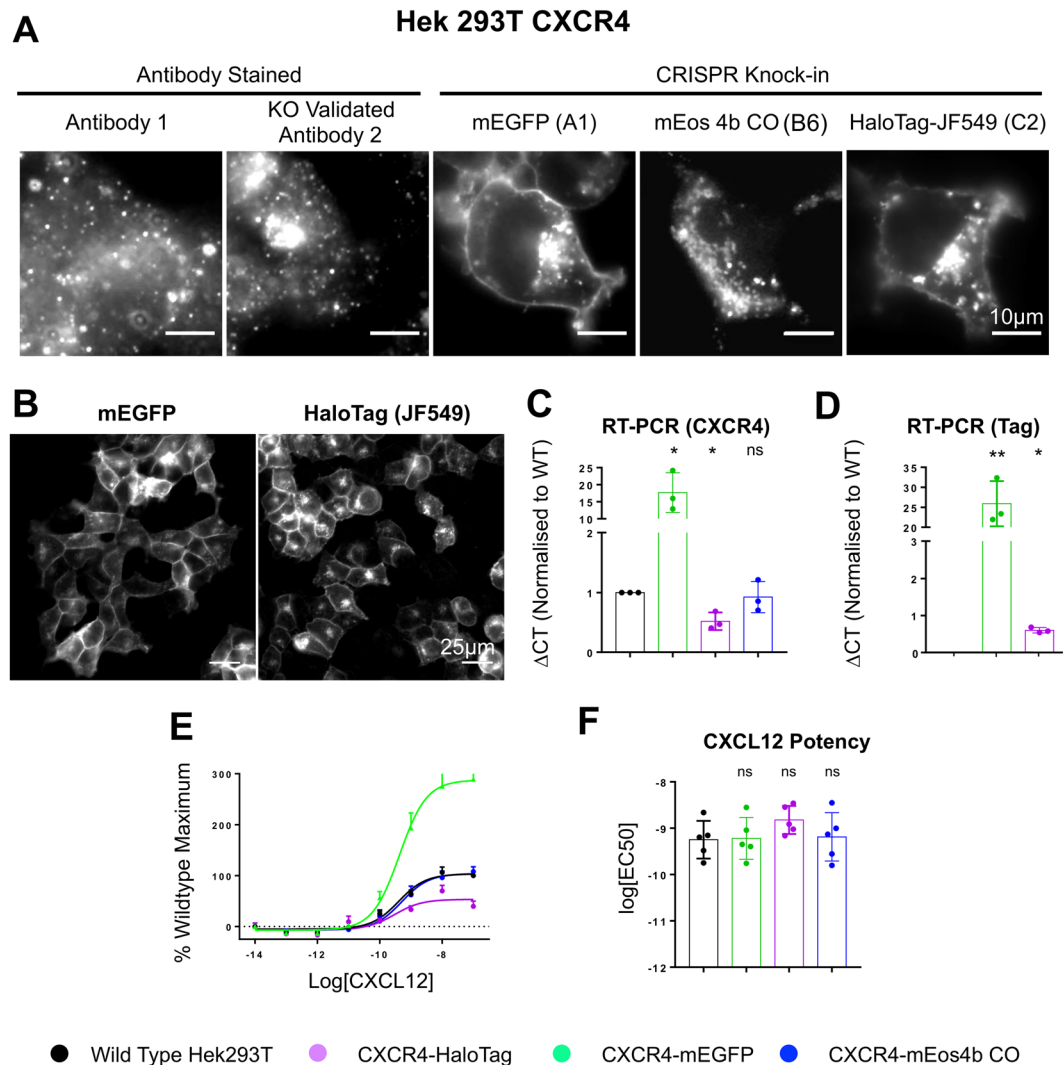 Hek 293T CXCR4
A
Antibody Stained
CRISPR Knock-in
Antibody 1
KO Validated
Antibody 2
mEGFP (A1)
mEos 4b CO (B6)
HaloTag-JF549 (C2)
10µm
B
mEGFP
HaloTag (JF549)
25µm
C
RT-PCR (CXCR4)
* * ns
ΔCT (Normalised to WT)
25
20
15
10
1
0
D
RT-PCR (Tag)
** *
ΔCT (Normalised to WT)
35
30
25
20
3
2
1
0
E
% Wildtype Maximum
300
200
100
0
-14 -12 -10 -8
Log[CXCL12]
F
CXCL12 Potency
ns ns ns
log[EC50]
-8
-9
-10
-11
-12
Wild Type Hek293T
CXCR4-HaloTag
CXCR4-mEGFP
CXCR4-mEos4b CO